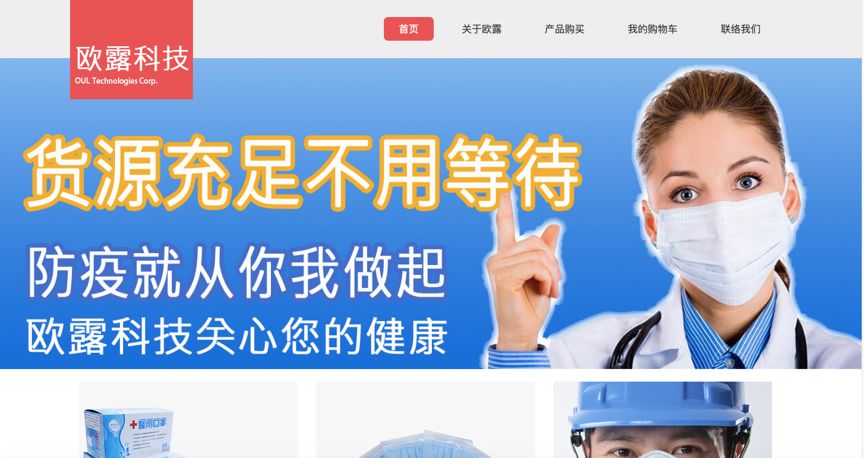 欧露科技
OUL Technologies Corp.
首页
关于欧露
产品购买
我的购物车
联络我们
货源充足不用等待
防疫就从你我做起
欧露科技关心您的健康
醫用口罩